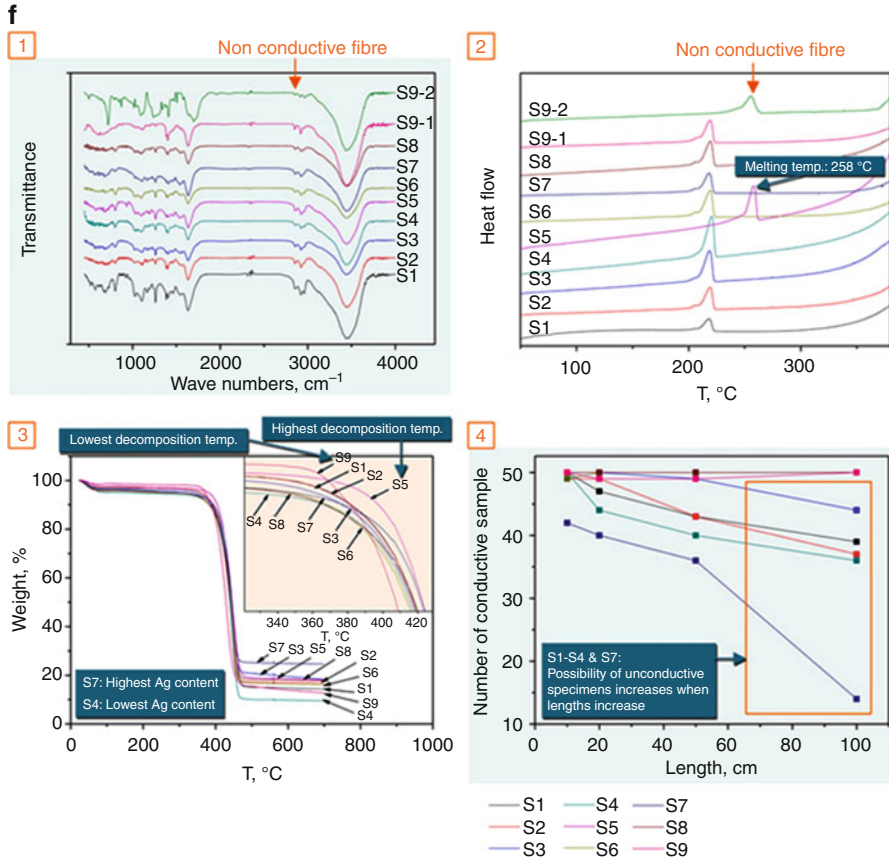 f
1
Non conductive fibre
S9-2
S9-1
S8
S7
S6
S5
S4
S3
S2
S1
Transmittance
1000 2000 3000 4000
Wave numbers, cm⁻¹
2
Non conductive fibre
S9-2
S9-1
S8
S7
S6
S5
S4
S3
S2
S1
Melting temp.: 258 °C
Heat flow
100 200 300
T, °C
3
Lowest decomposition temp.
Highest decomposition temp.
S9
S1
S2
S5
S4
S8
S7
S3
S6
340 360 380 400 420
T, °C
100
80
60
40
20
0
Weight, %
S7
S3
S5
S8
S2
S6
S1
S9
S4
S7: Highest Ag content
S4: Lowest Ag content
0 200 400 600 800 1000
T, °C
4
50
40
30
20
10
Number of conductive sample
S1-S4 & S7:
Possibility of unconductive
specimens increases when
lengths increase
0 20 40 60 80 100
Length, cm
S1 S4 S7
S2 S5 S8
S3 S6 S9